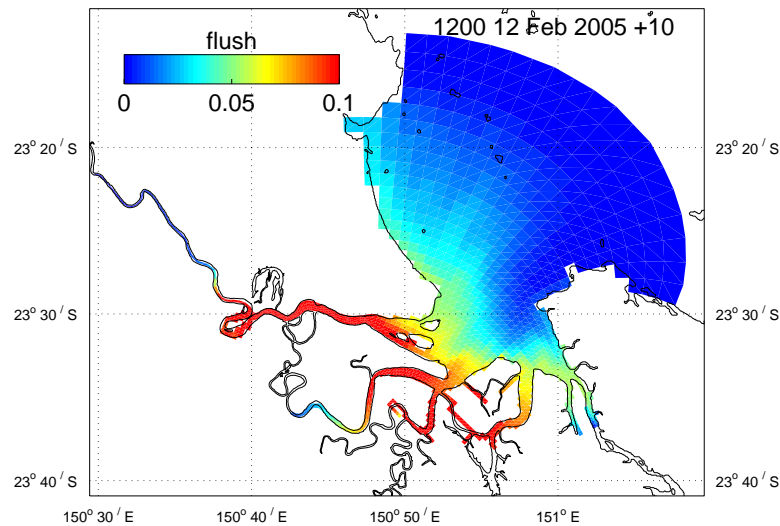 flush
1200 12 Feb 2005 +10
0 0.05 0.1
23° 20' S 23° 20' S
23° 30' S 23° 30' S
23° 40' S 23° 40' S
150° 30' E 150° 40' E 150° 50' E 151° E